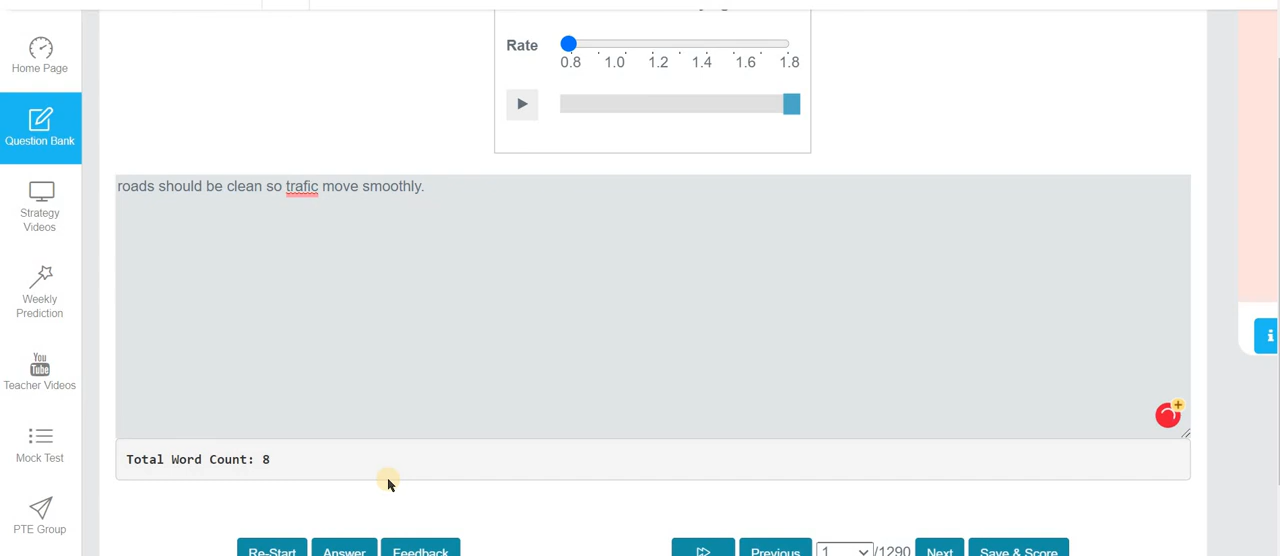 Home Page
Question Bank
Strategy
Videos
Weekly
Prediction
You
Tube
Teacher Videos
Mock Test
PTE Group
Rate
0.8 1.0 1.2 1.4 1.6 1.8
roads should be clean so trafic move smoothly.
Total Word Count: 8
Re-Start Answer Feedback Previous 1 /1290 Next Save & Score